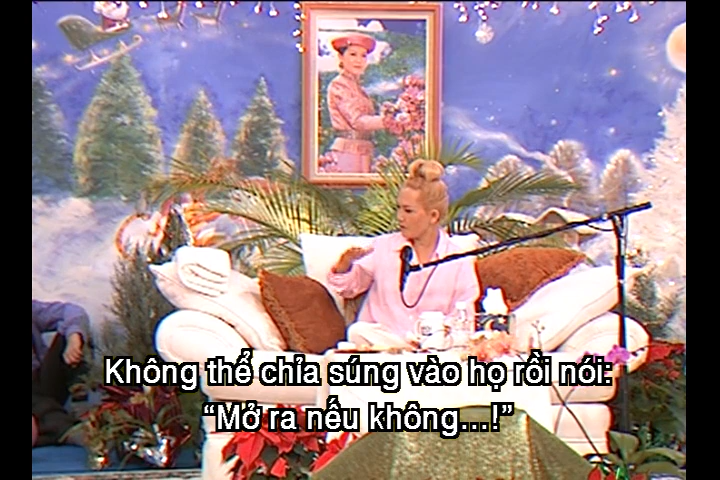 Không thể chỉa súng vào họ rồi nói:
“Mở ra nếu không...!”